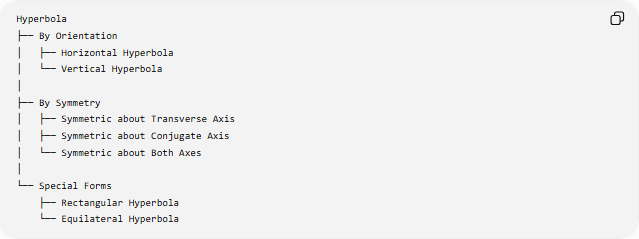 Hyperbola
├── By Orientation
│   ├── Horizontal Hyperbola
│   └── Vertical Hyperbola
│
├── By Symmetry
│   ├── Symmetric about Transverse Axis
│   ├── Symmetric about Conjugate Axis
│   └── Symmetric about Both Axes
│
└── Special Forms
    ├── Rectangular Hyperbola
    └── Equilateral Hyperbola